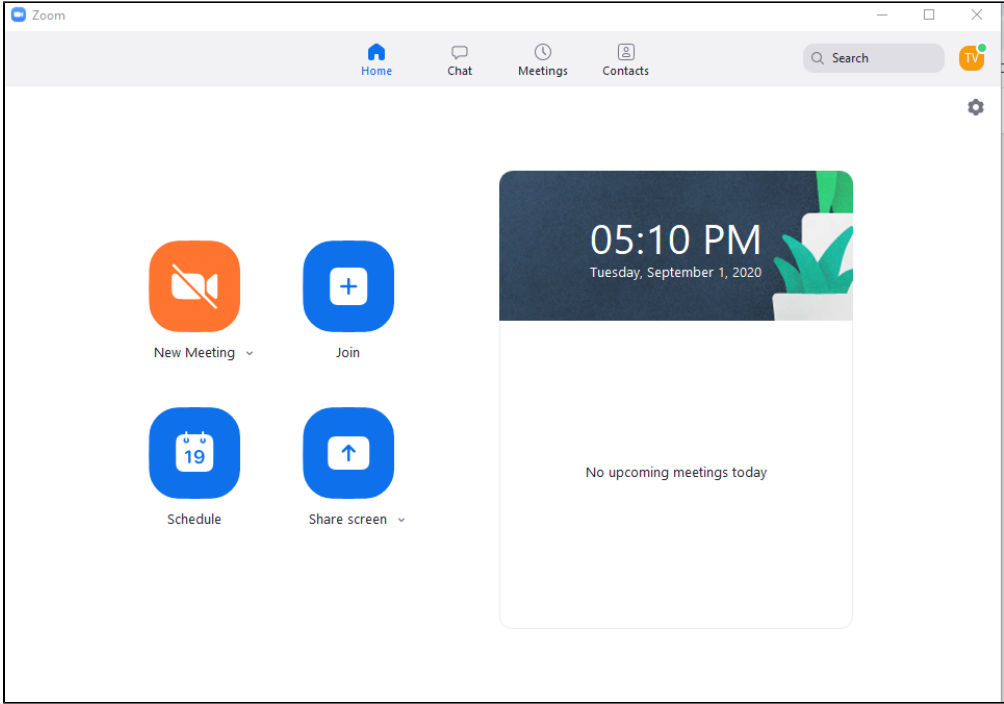 Zoom
Home
Chat
Meetings
Contacts
Search
TV
05:10 PM
Tuesday, September 1, 2020
New Meeting
Join
19
Schedule
Share screen
No upcoming meetings today